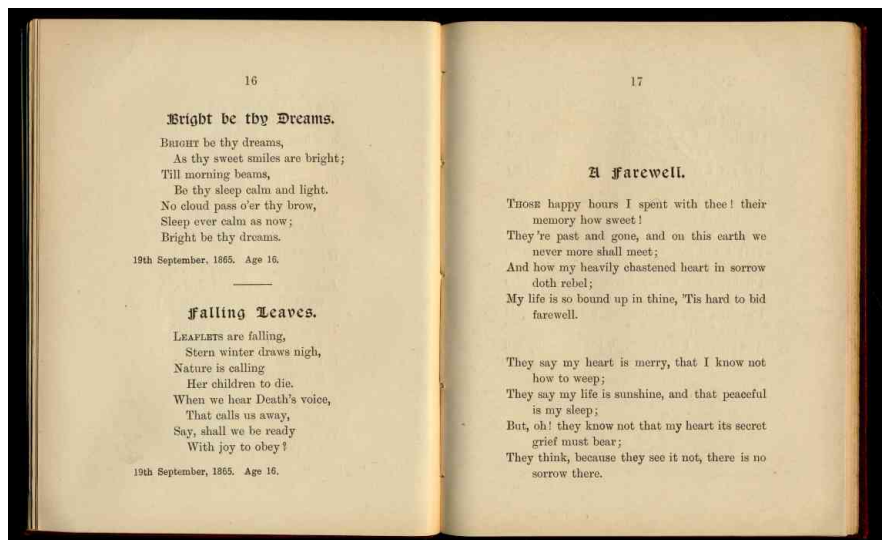 16
Bright be thy Dreams.
BRIGHT be thy dreams,
As thy sweet smiles are bright;
Till morning beams,
Be thy sleep calm and light.
No cloud pass o'er thy brow,
Sleep ever calm as now;
Bright be thy dreams.
19th September, 1865. Age 16.
Falling Leaves.
LEAFLETS are falling,
Stern winter draws nigh,
Nature is calling
Her children to die.
When we hear Death's voice,
That calls us away,
Say, shall we be ready
With joy to obey?
19th September, 1865. Age 16.
17
A Farewell.
THOSE happy hours I spent with thee! their
memory how sweet!
They're past and gone, and on this earth we
never more shall meet;
And how my heavily chastened heart in sorrow
doth rebel;
My life is so bound up in thine, 'Tis hard to bid
farewell.
They say my heart is merry, that I know not
how to weep;
They say my life is sunshine, and that peaceful
is my sleep;
But, oh! they know not that my heart its secret
grief must bear;
They think, because they see it not, there is no
sorrow there.